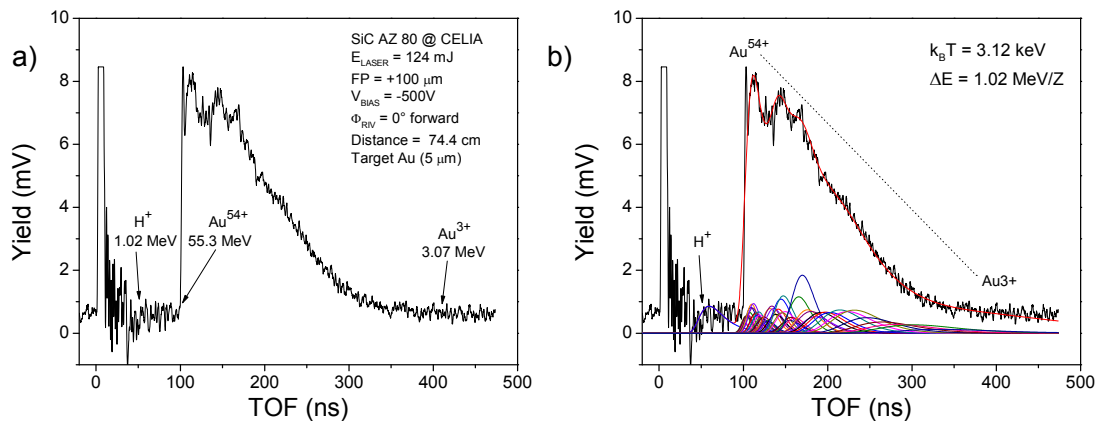 a)
10
8
6
4
2
0
Yield (mV)
SiC AZ 80 @ CELIA
E_LASER = 124 mJ
FP = +100 μm
V_BIAS = -500V
Φ_RIV = 0° forward
Distance = 74.4 cm
Target Au (5 μm)
H⁺
1.02 MeV
Au⁵⁴⁺
55.3 MeV
Au³⁺
3.07 MeV
0 100 200 300 400 500
TOF (ns)
b)
10
8
6
4
2
0
Yield (mV)
Au⁵⁴⁺
k_BT = 3.12 keV
ΔE = 1.02 MeV/Z
H⁺
Au3+
0 100 200 300 400 500
TOF (ns)